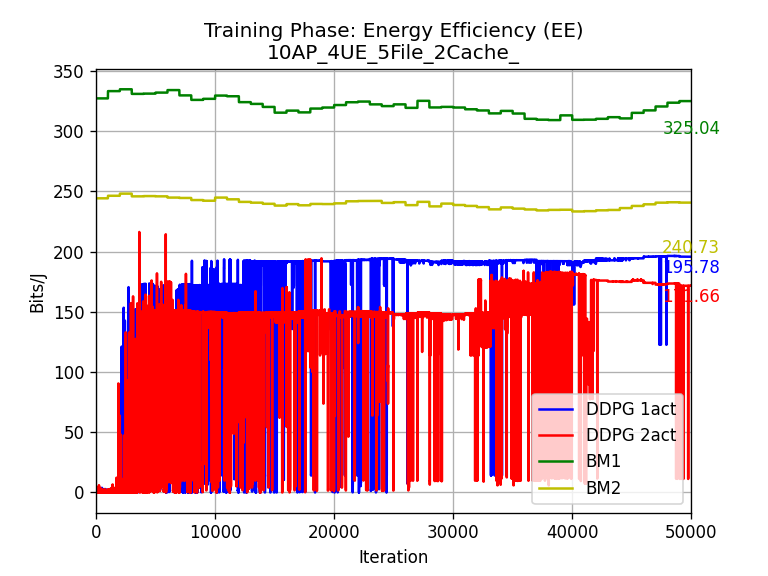 Training Phase: Energy Efficiency (EE)
10AP_4UE_5File_2Cache_
350
300
250
200
150
100
50
0
Bits/J
325.04
240.73
195.78
DDPG 1act
DDPG 2act
BM1
BM2
0
10000
20000
30000
40000
50000
Iteration